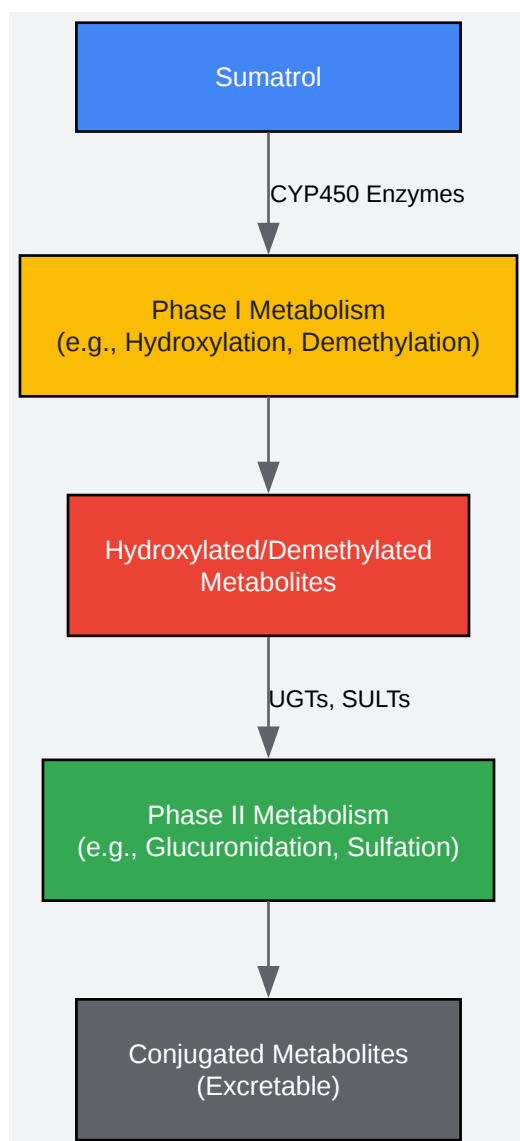 Sumatrol
CYP450 Enzymes
Phase I Metabolism
(e.g., Hydroxylation, Demethylation)
Hydroxylated/Demethylated
Metabolites
UGTs, SULTs
Phase II Metabolism
(e.g., Glucuronidation, Sulfation)
Conjugated Metabolites
(Excretable)